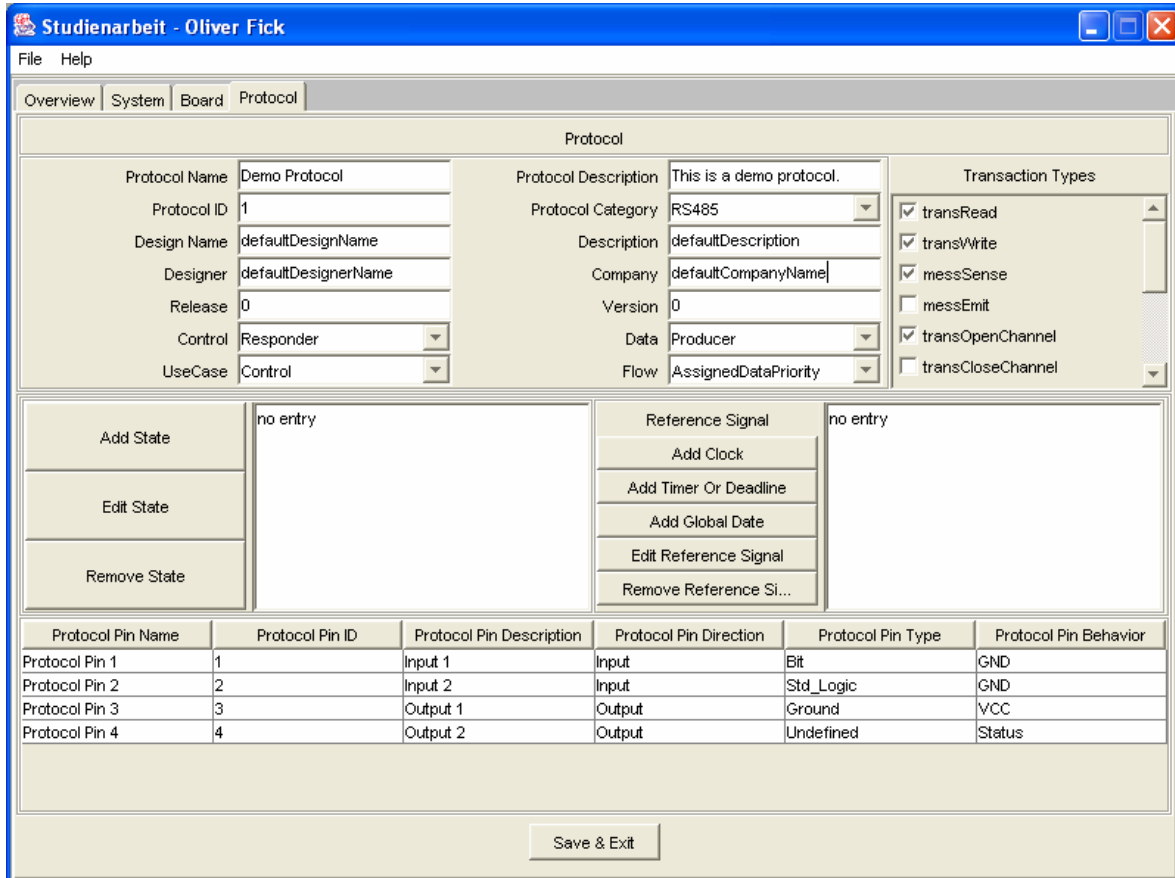 Studienarbeit - Oliver Fick
File Help
Overview System Board Protocol
Protocol
Protocol Name Demo Protocol Protocol Description This is a demo protocol. Transaction Types
Protocol ID 1 Protocol Category RS485 transRead
Design Name defaultDesignName Description defaultDescription transWrite
Designer defaultDesignerName Company defaultCompanyName messSense
Release 0 Version 0 messEmit
Control Responder Data Producer transOpenChannel
UseCase Control Flow AssignedDataPriority transCloseChannel
Add State no entry Reference Signal no entry
Add Clock
Add Timer Or Deadline
Edit State Add Global Date
Edit Reference Signal
Remove State Remove Reference Si...
Protocol Pin Name Protocol Pin ID Protocol Pin Description Protocol Pin Direction Protocol Pin Type Protocol Pin Behavior
Protocol Pin 1 1 Input 1 Input Bit GND
Protocol Pin 2 2 Input 2 Input Std_Logic GND
Protocol Pin 3 3 Output 1 Output Ground VCC
Protocol Pin 4 4 Output 2 Output Undefined Status
Save & Exit